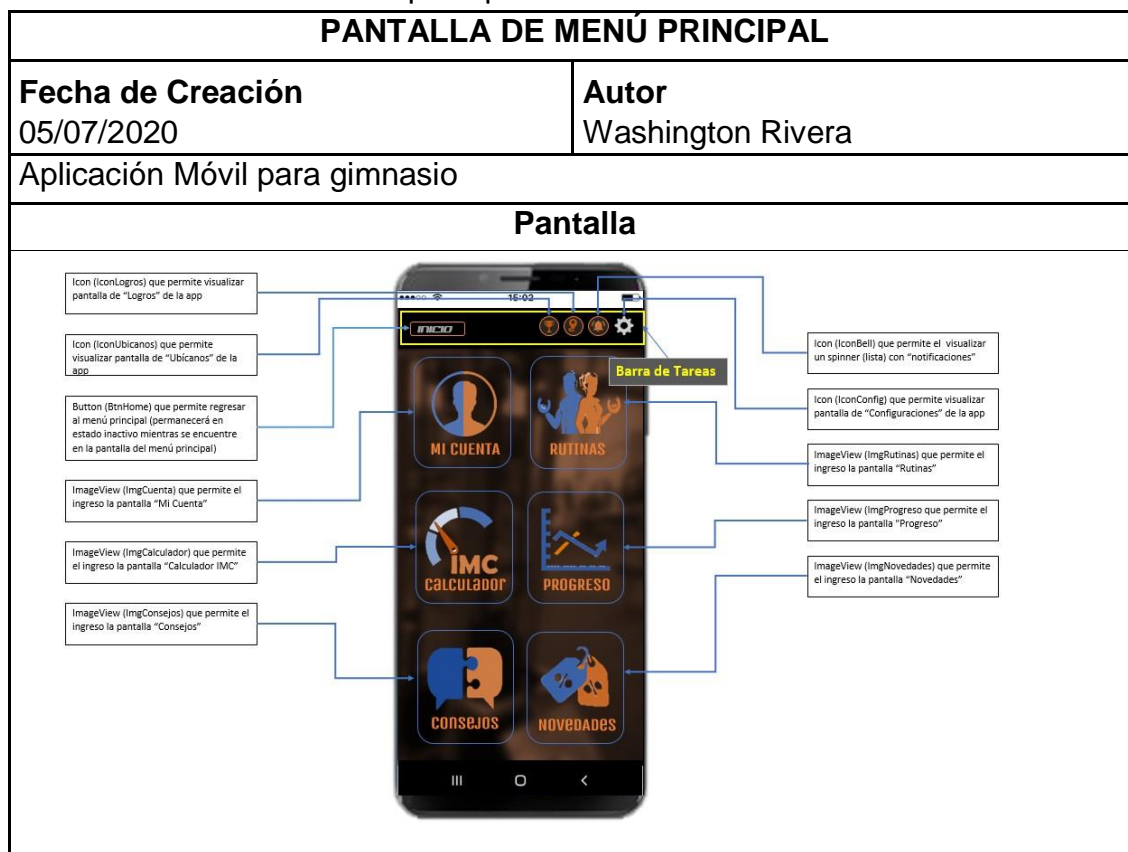 PANTALLA DE MENÚ PRINCIPAL
Fecha de Creación
05/07/2020
Autor
Washington Rivera
Aplicación Móvil para gimnasio
Pantalla
Icon (IconLogros) que permite visualizar
pantalla de “Logros” de la app
Icon (IconUbicanos) que permite
visualizar pantalla de “Ubícanos” de la
app
Button (BtnHome) que permite regresar
al menú principal (permanecerá en
estado inactivo mientras se encuentre
en la pantalla del menú principal)
ImageView (ImgCuenta) que permite el
ingreso la pantalla “Mi Cuenta”
ImageView (ImgCalculador) que permite
el ingreso la pantalla “Calculador IMC”
ImageView (ImgConsejos) que permite el
ingreso la pantalla “Consejos”
15:02
INICIO
Barra de Tareas
MI CUENTA
RUTINAS
IMC
CALCULADOR
PROGRESO
CONSEJOS
NOVEDADES
Icon (IconBell) que permite el visualizar
un spinner (lista) con “notificaciones”
Icon (IconConfig) que permite visualizar
pantalla de “Configuraciones” de la app
ImageView (ImgRutinas) que permite el
ingreso la pantalla “Rutinas”
ImageView (ImgProgreso que permite el
ingreso la pantalla “Progreso”
ImageView (ImgNovedades) que permite
el ingreso la pantalla “Novedades”